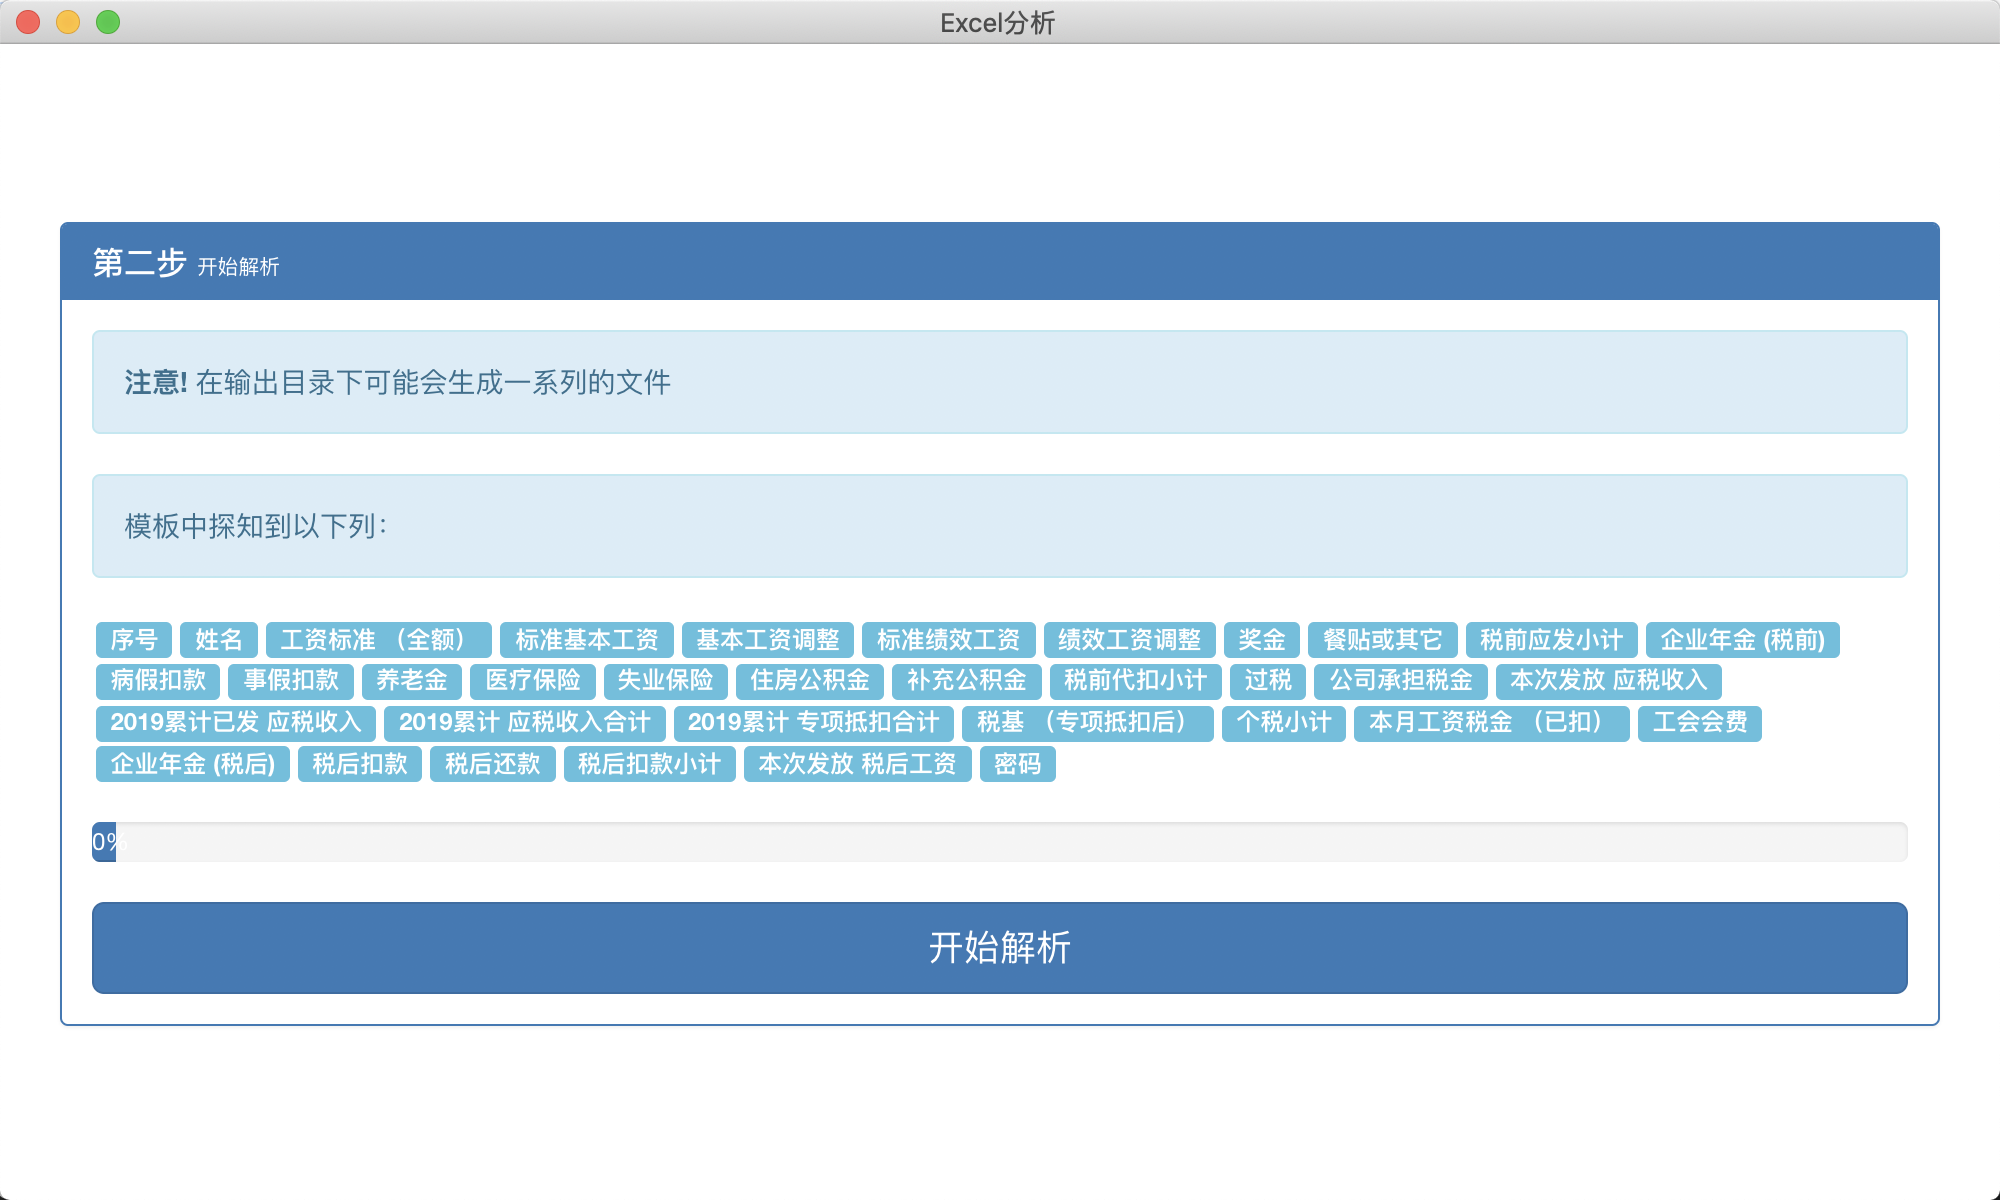 Excel分析
第二步 开始解析
注意! 在输出目录下可能会生成一系列的文件
模板中探知到以下列：
序号 姓名 工资标准 （全额） 标准基本工资 基本工资调整 标准绩效工资 绩效工资调整 奖金 餐贴或其它 税前应发小计 企业年金 (税前)
病假扣款 事假扣款 养老金 医疗保险 失业保险 住房公积金 补充公积金 税前代扣小计 过税 公司承担税金 本次发放 应税收入
2019累计已发 应税收入 2019累计 应税收入合计 2019累计 专项抵扣合计 税基 （专项抵扣后） 个税小计 本月工资税金 （已扣） 工会会费
企业年金 (税后) 税后扣款 税后还款 税后扣款小计 本次发放 税后工资 密码
0%
开始解析